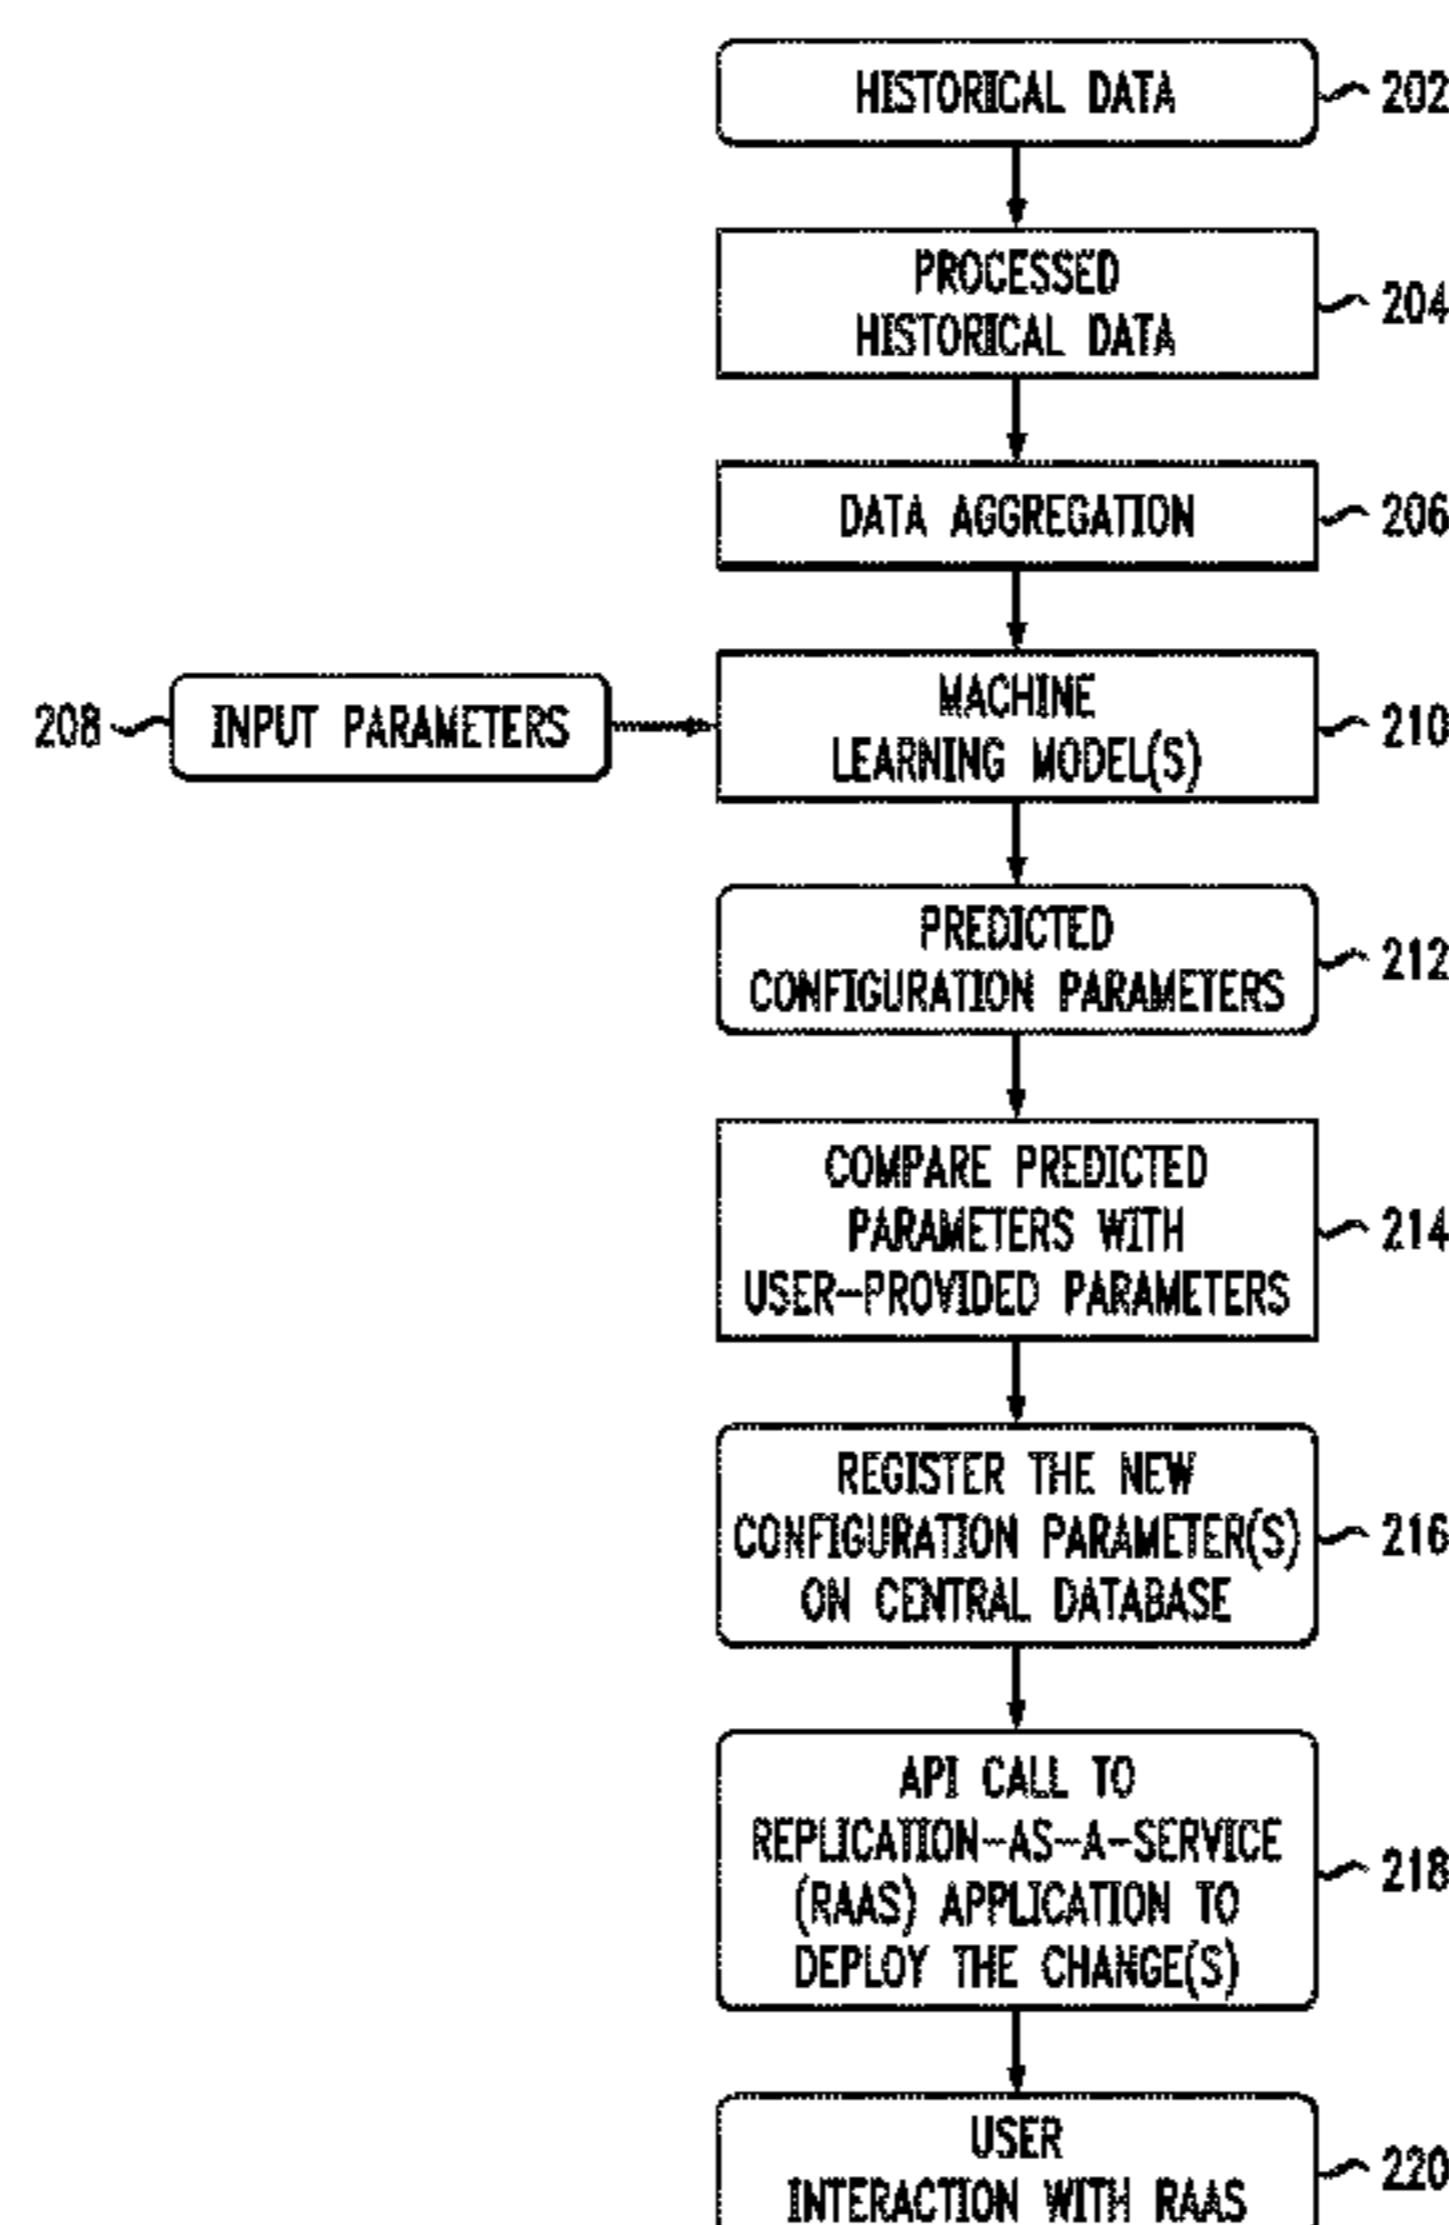 HISTORICAL DATA
202
PROCESSED
HISTORICAL DATA
204
DATA AGGREGATION
206
208
INPUT PARAMETERS
MACHINE
LEARNING MODEL(S)
210
PREDICTED
CONFIGURATION PARAMETERS
212
COMPARE PREDICTED
PARAMETERS WITH
USER-PROVIDED PARAMETERS
214
REGISTER THE NEW
CONFIGURATION PARAMETER(S)
ON CENTRAL DATABASE
216
API CALL TO
REPLICATION-AS-A-SERVICE
(RAAS) APPLICATION TO
DEPLOY THE CHANGE(S)
218
USER
INTERACTION WITH RAAS
220